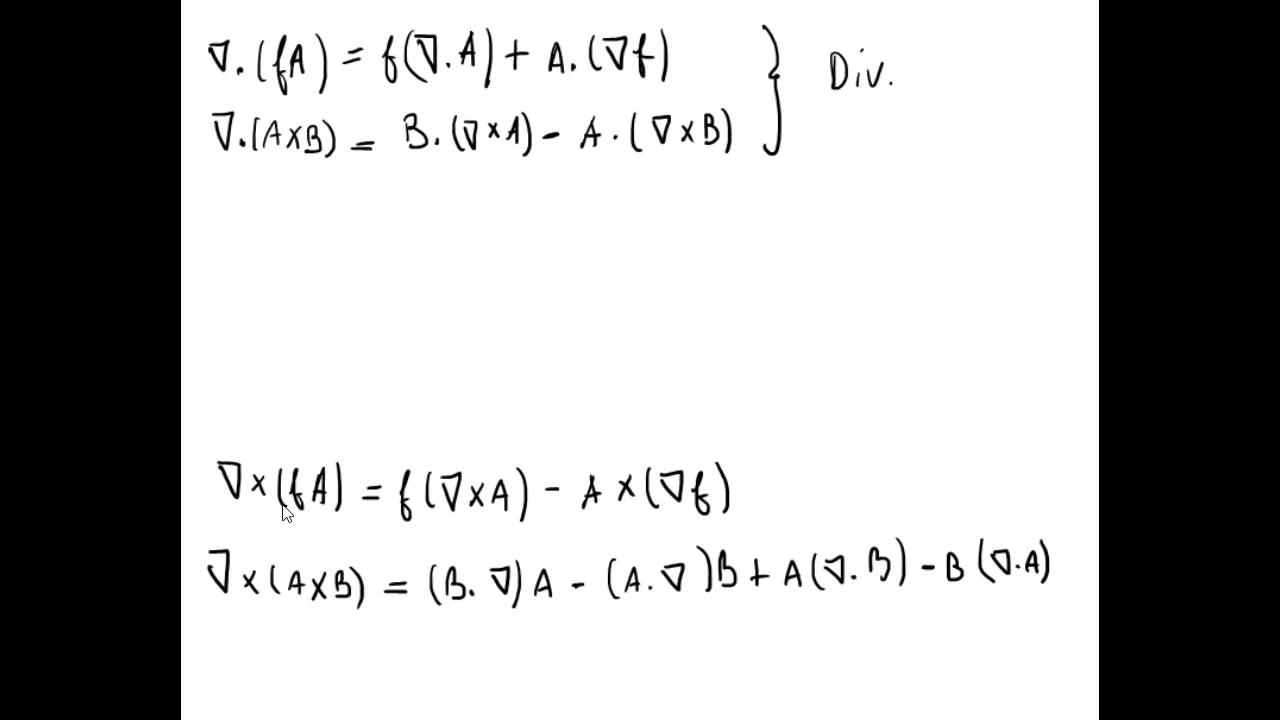 ∇.(fA) = f(∇.A) + A.(∇f)
∇.(A×B) = B.(∇×A) - A.(∇×B)
} Div.
∇×(fA) = f(∇×A) - A×(∇f)
∇×(A×B) = (B.∇)A - (A.∇)B + A(∇.B) - B(∇.A)